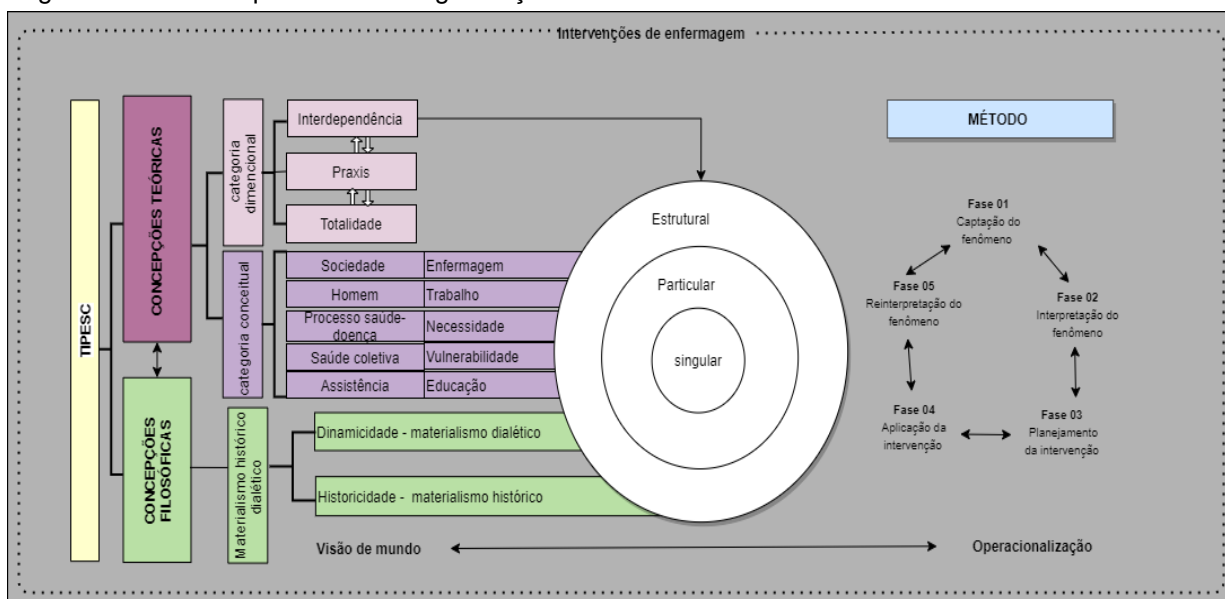 Intervenções de enfermagem
TIPESC
CONCEPÇÕES TEÓRICAS
CONCEPÇÕES
FILOSÓFICAS
categoria
dimencional
categoria conceitual
Materialismo histórico
dialético
Interdependência
Praxis
Totalidade
Sociedade
Enfermagem
Homem
Trabalho
Processo saúde-
doença
Necessidade
Saúde coletiva
Vulnerabilidade
Assistência
Educação
Dinamicidade - materialismo dialético
Historicidade - materialismo histórico
Estrutural
Particular
singular
MÉTODO
Fase 01
Captação do
fenômeno
Fase 02
Interpretação do
fenômeno
Fase 03
Planejamento
da intervenção
Fase 04
Aplicação da
intervenção
Fase 05
Reinterpretação do
fenômeno
Visão de mundo
Operacionalização